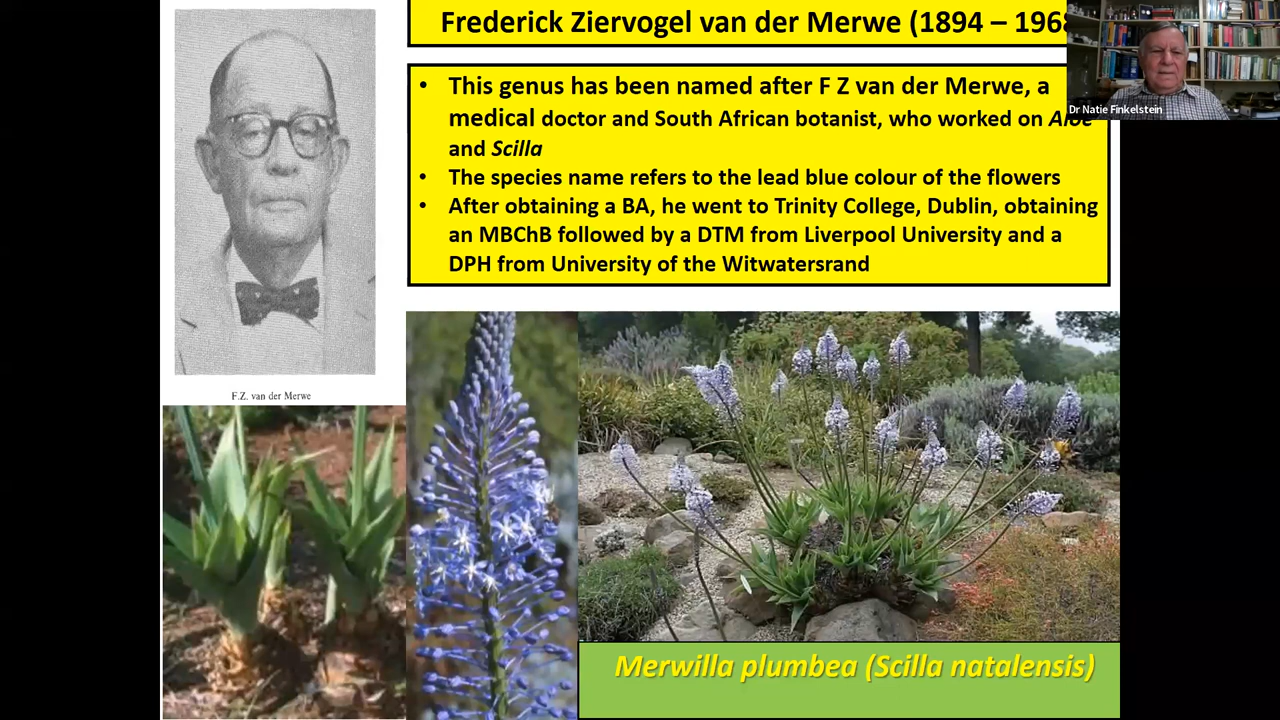 Frederick Ziervogel van der Merwe (1894 – 196
Dr Natie Finkelstein
• This genus has been named after F Z van der Merwe, a
medical doctor and South African botanist, who worked on Aloe
and Scilla
• The species name refers to the lead blue colour of the flowers
• After obtaining a BA, he went to Trinity College, Dublin, obtaining
an MBChB followed by a DTM from Liverpool University and a
DPH from University of the Witwatersrand
F.Z. van der Merwe
Merwilla plumbea (Scilla natalensis)